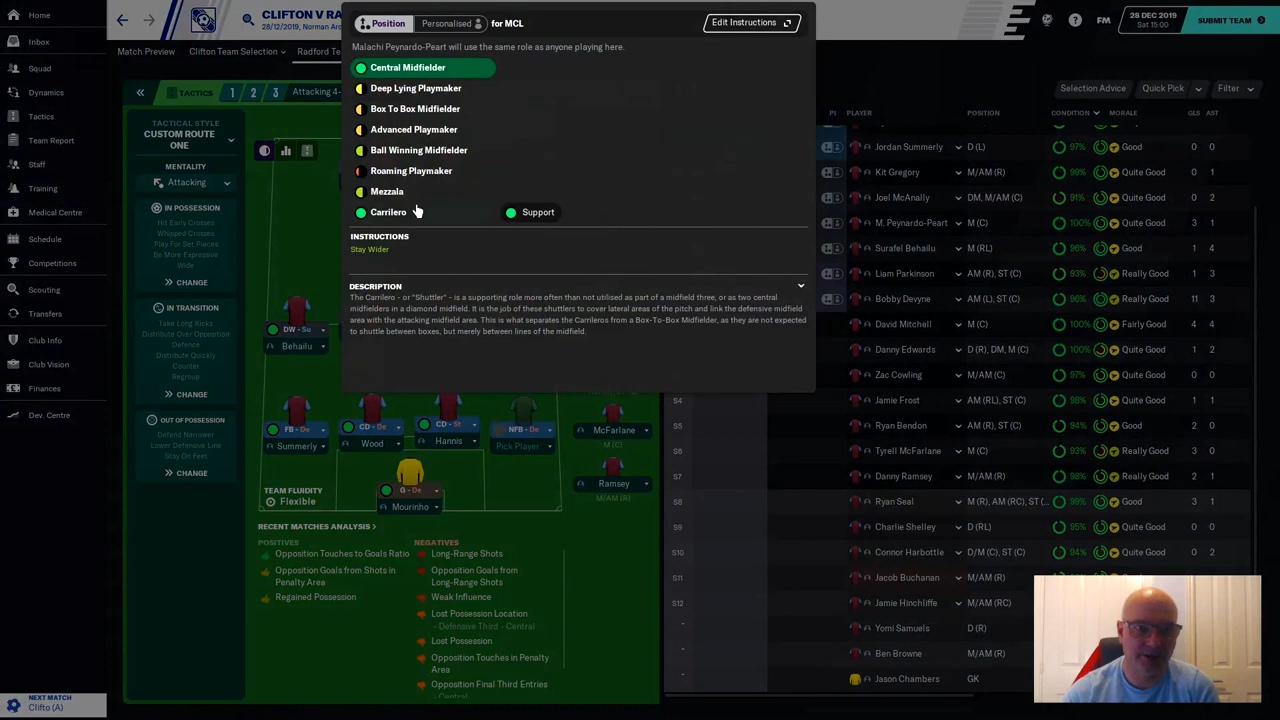 Home
Inbox
Squad
Dynamics
Tactics
Team Report
Staff
Training
Medical Centre
Schedule
Competitions
Scouting
Transfers
Club Info
Club Vision
Finances
Dev. Centre
NEXT MATCH
Clifto (A)
CLIFTON V RA
28/12/2019, Norman Ar
Match Preview
Clifton Team Selection
Radford Te
FM
28 DEC 2019
Sat 15:00
SUBMIT TEAM
TACTICS
1
2
3
Attacking 4-
TACTICAL STYLE
CUSTOM ROUTE
ONE
MENTALITY
Attacking
IN POSSESSION
Hit Early Crosses
Whipped Crosses
Play For Set Pieces
Be More Expressive
Wide
CHANGE
IN TRANSITION
Take Long Kicks
Distribute Over Opposition
Defence
Distribute Quickly
Counter
Regroup
CHANGE
OUT OF POSSESSION
Defend Narrower
Lower Defensive Line
Stay On Feet
CHANGE
Position
Personalised
for MCL
Edit Instructions
Malachi Peynardo-Peart will use the same role as anyone playing here.
Central Midfielder
Deep Lying Playmaker
Box To Box Midfielder
Advanced Playmaker
Ball Winning Midfielder
Roaming Playmaker
Mezzala
Carrilero
Support
INSTRUCTIONS
Stay Wider
DESCRIPTION
The Carrilero - or "Shuttler" - is a supporting role more often than not utilised as part of a midfield three, or as two central
midfielders in a diamond midfield. It is the job of these shuttlers to cover lateral areas of the pitch and link the defensive midfield
area with the attacking midfield area. This is what separates the Carrileros from a Box-To-Box Midfielder, as they are not expected
to shuttle between boxes, but merely between lines of the midfield.
DW - Su
Behailu
FB - De
Summerly
CD - De
Wood
CD - St
Hannis
NFB - De
Pick Player
G - De
Mourinho
McFarlane
M (C)
Ramsey
M/AM (R)
TEAM FLUIDITY
Flexible
RECENT MATCHES ANALYSIS >
POSITIVES
Opposition Touches to Goals Ratio
Opposition Goals from Shots in
Penalty Area
Regained Possession
NEGATIVES
Long-Range Shots
Opposition Goals from
Long-Range Shots
Weak Influence
Lost Possession Location
- Defensive Third - Central
Lost Possession
Opposition Touches in Penalty
Area
Opposition Final Third Entries
- Central
Selection Advice
Quick Pick
Filter
PI PLAYER POSITION CONDITION MORALE GLS AST
Jordan Summerly D (L) 97% Good 0 0
Kit Gregory M/AM (R) 97% Quite Good 0 0
Joel McAnally DM, M/AM (C) 96% Quite Good 0 0
M. Peynardo-Peart M (C) 100% Quite Good 3 1
Surafel Behailu M (RL) 96% Good 1 4
Liam Parkinson AM (R), ST (C) 93% Really Good 1 3
Bobby Devyne AM (L), ST (C) 93% Really Good 11 3
David Mitchell M (C) 100% Fairly Good 4 4
Danny Edwards D (R), DM, M (C) 100% Quite Good 1 2
Zac Cowling M/AM (C) 96% Quite Good 0 0
S4 Jamie Frost AM (RL), ST (C) 98% Quite Good 0 1
S5 Ryan Bendon AM (R), ST (C) 94% Quite Good 2 0
S6 Tyrell McFarlane M (C) 98% Really Good 3 0
S7 Danny Ramsey M/AM (R) 98% Really Good 2 1
S8 Ryan Seal M (R), AM (RC), ST (... 99% Good 3 1
S9 Charlie Shelley D (RL) 95% Quite Good 0 0
S10 Connor Harbottle D/M (C), ST (C) 94% Quite Good 0 2
S11 Jacob Buchanan M/AM (R)
S12 Jamie Hinchliffe M/AM (RC)
- Yomi Samuels D (R)
- Ben Browne M/AM (R)
- Jason Chambers GK